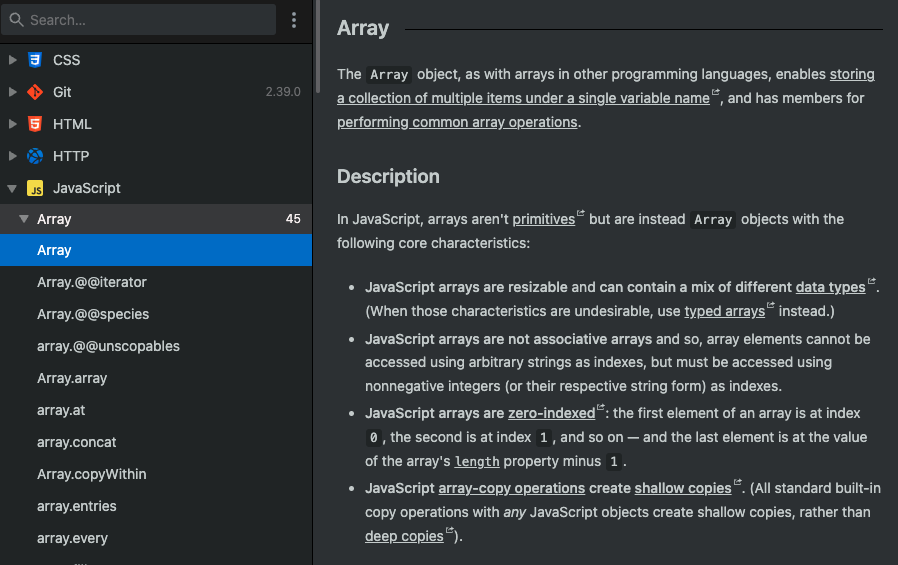 Search...
CSS
Git 2.39.0
HTML
HTTP
JS JavaScript
Array 45
Array
Array.@@iterator
Array.@@species
array.@@unscopables
Array.array
array.at
array.concat
Array.copyWithin
array.entries
array.every
Array
The Array object, as with arrays in other programming languages, enables storing
a collection of multiple items under a single variable name, and has members for
performing common array operations.
Description
In JavaScript, arrays aren't primitives but are instead Array objects with the
following core characteristics:
• JavaScript arrays are resizable and can contain a mix of different data types.
(When those characteristics are undesirable, use typed arrays instead.)
• JavaScript arrays are not associative arrays and so, array elements cannot be
accessed using arbitrary strings as indexes, but must be accessed using
nonnegative integers (or their respective string form) as indexes.
• JavaScript arrays are zero-indexed: the first element of an array is at index
0, the second is at index 1, and so on — and the last element is at the value
of the array's length property minus 1.
• JavaScript array-copy operations create shallow copies. (All standard built-in
copy operations with any JavaScript objects create shallow copies, rather than
deep copies).